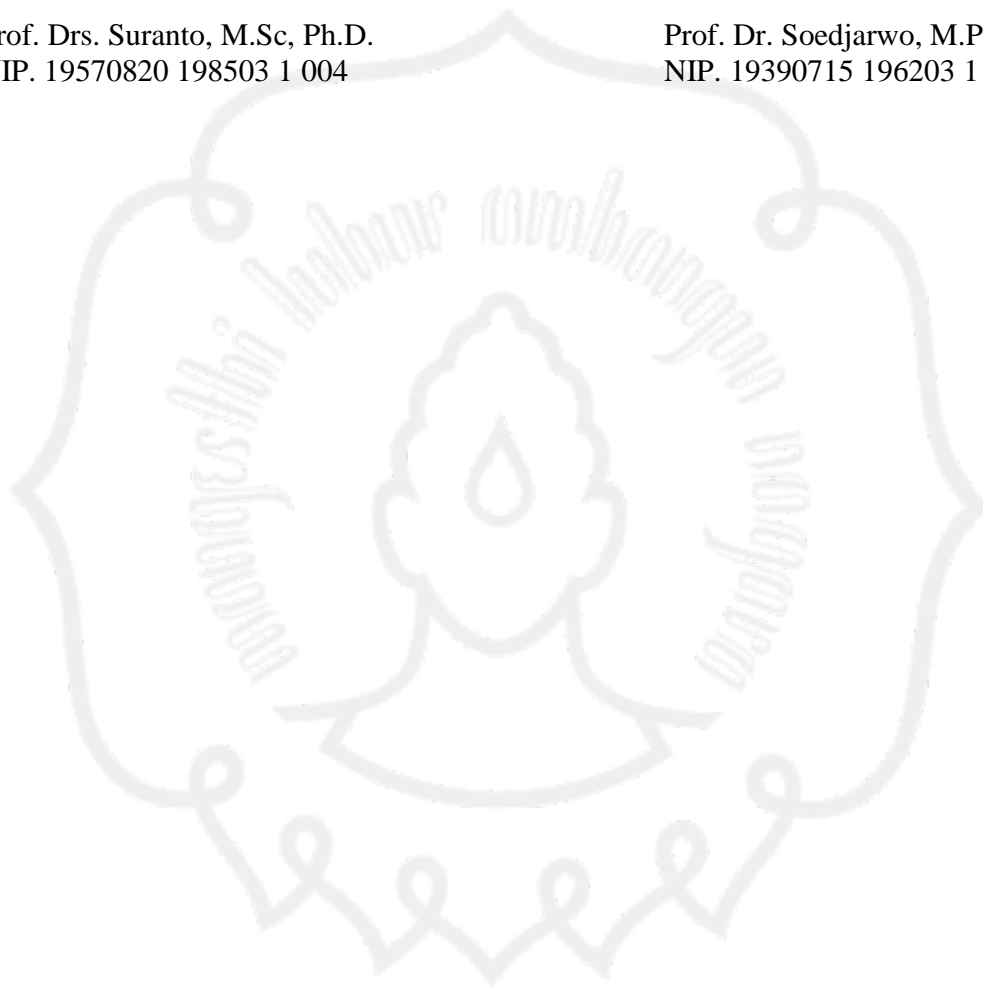 rof. Drs. Suranto, M.Sc, Ph.D. Prof. Dr. Soedjarwo, M.P
IP. 19570820 198503 1 004 NIP. 19390715 196203 1